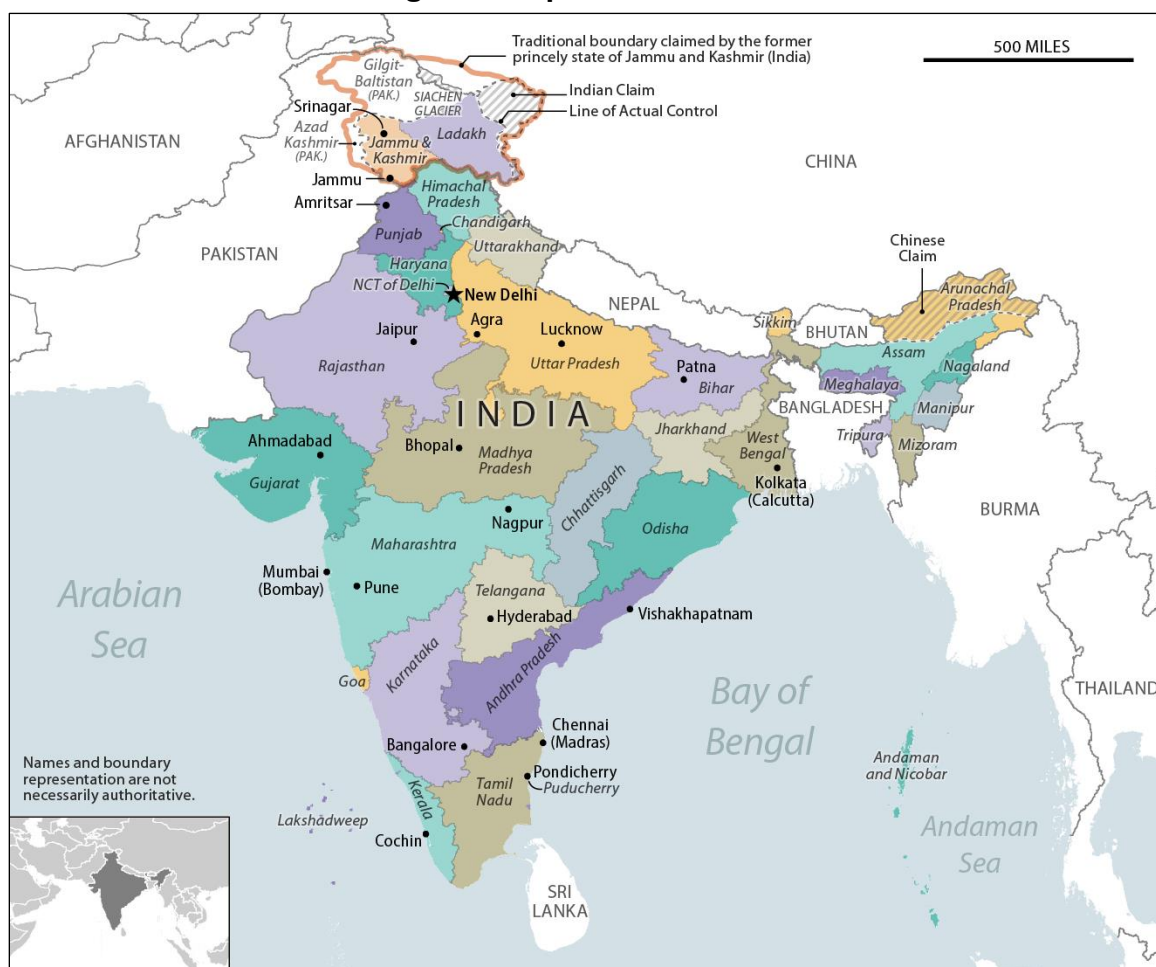 Traditional boundary claimed by the former
princely state of Jammu and Kashmir (India)
500 MILES
Gilgit-
Baltistan
(PAK.)
SIACHEN
GLACIER
Indian Claim
Line of Actual Control
Srinagar
Azad
Kashmir
(PAK.)
Jammu &
Kashmir
Ladakh
AFGHANISTAN
CHINA
Jammu
Himachal
Pradesh
Amritsar
Chandigarh
Punjab
Uttarakhand
PAKISTAN
Haryana
NCT of Delhi
New Delhi
Chinese
Claim
Arunachal
Pradesh
NEPAL
Sikkim
BHUTAN
Jaipur
Agra
Lucknow
Assam
Rajasthan
Uttar Pradesh
Patna
Bihar
Nagaland
Meghalaya
INDIA
BANGLADESH
Manipur
Ahmadabad
Bhopal
Madhya
Pradesh
Jharkhand
West
Bengal
Tripura
Mizoram
Gujarat
Kolkata
(Calcutta)
Chhattisgarh
Nagpur
BURMA
Maharashtra
Odisha
Mumbai
(Bombay)
Pune
Telangana
Hyderabad
Vishakhapatnam
Arabian
Sea
Karnataka
Goa
Andhra Pradesh
Bay of
Bengal
THAILAND
Bangalore
Chennai
(Madras)
Names and boundary
representation are not
necessarily authoritative.
Pondicherry
Puducherry
Tamil
Nadu
Kerala
Andaman
and Nicobar
Lakshadweep
Cochin
Andaman
Sea
SRI
LANKA